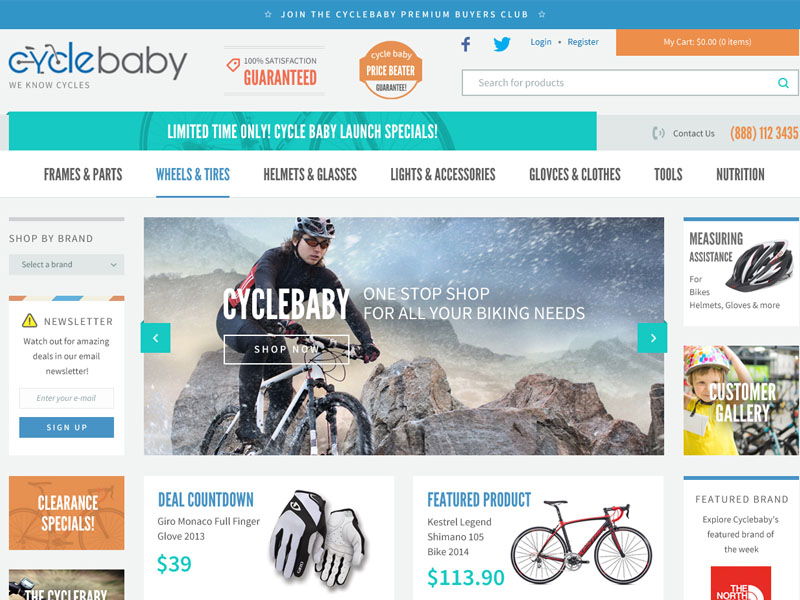 ☆ JOIN THE CYCLEBABY PREMIUM BUYERS CLUB ☆
cyclebaby
WE KNOW CYCLES
100% SATISFACTION
GUARANTEED
cycle baby
PRICE BEATER
GUARANTEE!
Login • Register
My Cart: $0.00 (0 items)
Search for products
LIMITED TIME ONLY! CYCLE BABY LAUNCH SPECIALS!
Contact Us (888) 112 3435
FRAMES & PARTS WHEELS & TIRES HELMETS & GLASSES LIGHTS & ACCESSORIES GLOVCES & CLOTHES TOOLS NUTRITION
SHOP BY BRAND
Select a brand
NEWSLETTER
Watch out for amazing
deals in our email
newsletter!
Enter your e-mail
SIGN UP
CLEARANCE
SPECIALS!
THE CYCLEBABY
CYCLEBABY
ONE STOP SHOP
FOR ALL YOUR BIKING NEEDS
SHOP NOW
DEAL COUNTDOWN
Giro Monaco Full Finger
Glove 2013
$39
FEATURED PRODUCT
Kestrel Legend
Shimano 105
Bike 2014
$113.90
MEASURING
ASSISTANCE
For
Bikes
Helmets, Gloves & more
CUSTOMER
GALLERY
FEATURED BRAND
Explore Cyclebaby's
featured brand of
the week
THE
NORTH